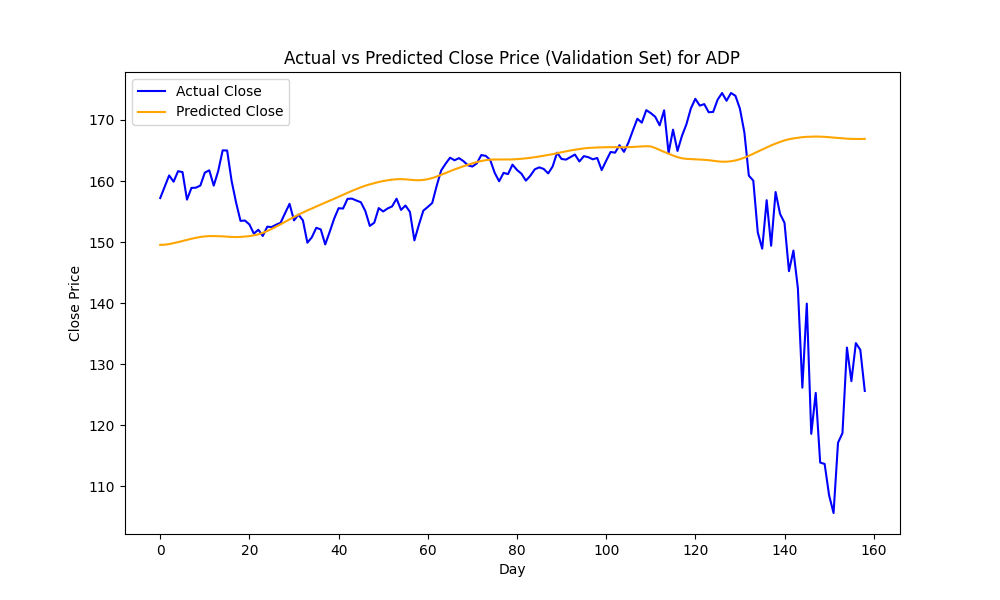 Actual vs Predicted Close Price (Validation Set) for ADP
Actual Close
Predicted Close
Close Price
170
160
150
140
130
120
110
0 20 40 60 80 100 120 140 160
Day